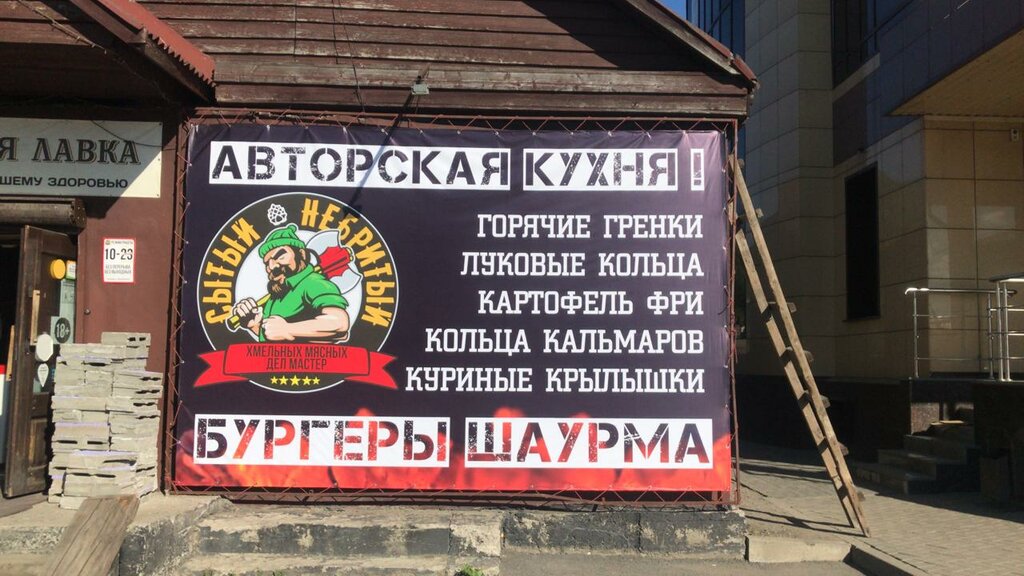 Я ЛАВКА
ШЕМУ ЗДОРОВЬЮ
10-23
18+
АВТОРСКАЯ КУХНЯ!
СЫТЫЙ НЕБРИТЫЙ
ХМЕЛЬНЫХ МЯСНЫХ
ДЕЛ МАСТЕР
ГОРЯЧИЕ ГРЕНКИ
ЛУКОВЫЕ КОЛЬЦА
КАРТОФЕЛЬ ФРИ
КОЛЬЦА КАЛЬМАРОВ
КУРИНЫЕ КРЫЛЫШКИ
БУРГЕРЫ ШАУРМА